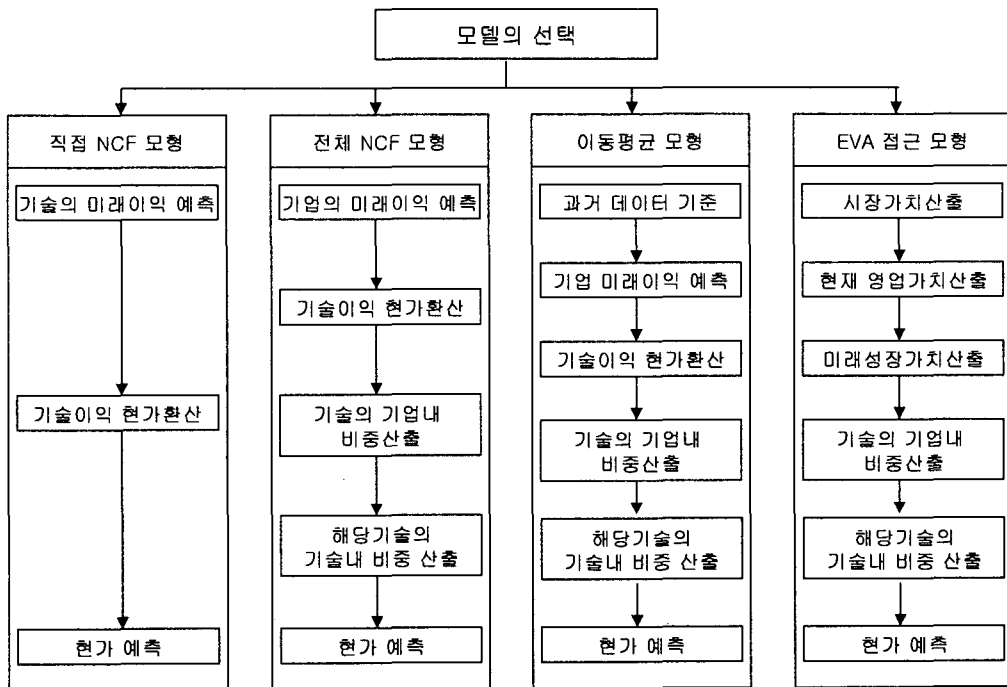 모델의 선택
직접 NCF 모형
기술의 미래이익 예측
기술이익 현가환산
현가 예측
전체 NCF 모형
기업의 미래이익 예측
기술이익 현가환산
기술의 기업내
비중산출
해당기술의
기술내 비중 산출
현가 예측
이동평균 모형
과거 데이터 기준
기업 미래이익 예측
기술이익 현가환산
기술의 기업내
비중산출
해당기술의
기술내 비중 산출
현가 예측
EVA 접근 모형
시장가치산출
현재 영업가치산출
미래성장가치산출
기술의 기업내
비중산출
해당기술의
기술내 비중 산출
현가 예측